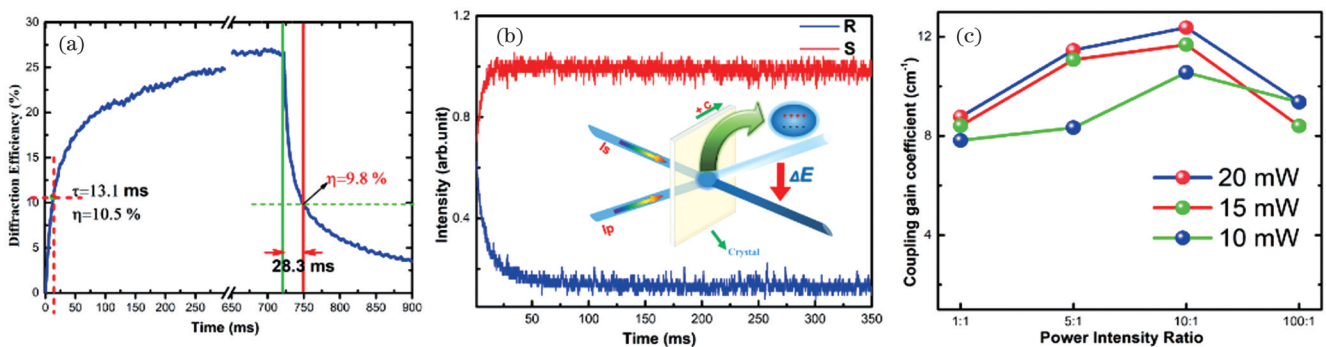 (a)
Diffraction Efficiency (%)
30
25
20
15
10
5
0
τ=13.1 ms
η=10.5 %
η=9.8 %
28.3 ms
0 50 100 150 200 250 650 700 750 800 850 900
Time (ms)
(b)
R
S
Intensity (arb.unit)
1.2
0.8
0.4
+c
Is
Ip
ΔE
Crystal
50 100 150 200 250 300 350
Time (ms)
(c)
Coupling gain coefficient (cm⁻¹)
12
8
4
20 mW
15 mW
10 mW
1:1 5:1 10:1 100:1
Power Intensity Ratio